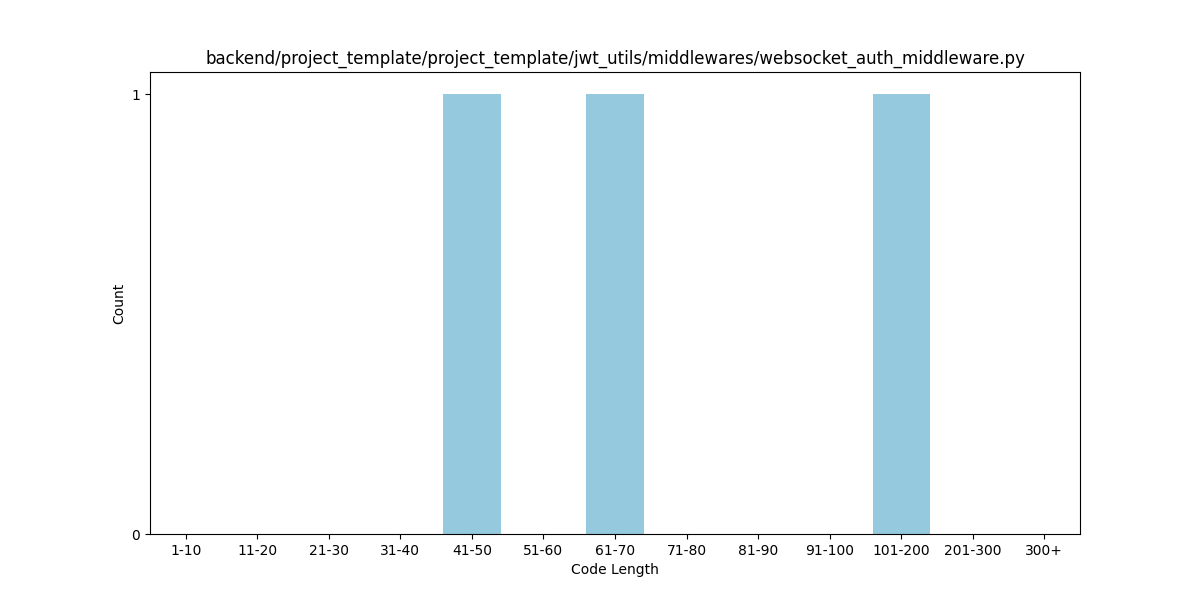 backend/project_template/project_template/jwt_utils/middlewares/websocket_auth_middleware.py
1
Count
0
1-10 11-20 21-30 31-40 41-50 51-60 61-70 71-80 81-90 91-100 101-200 201-300 300+
Code Length